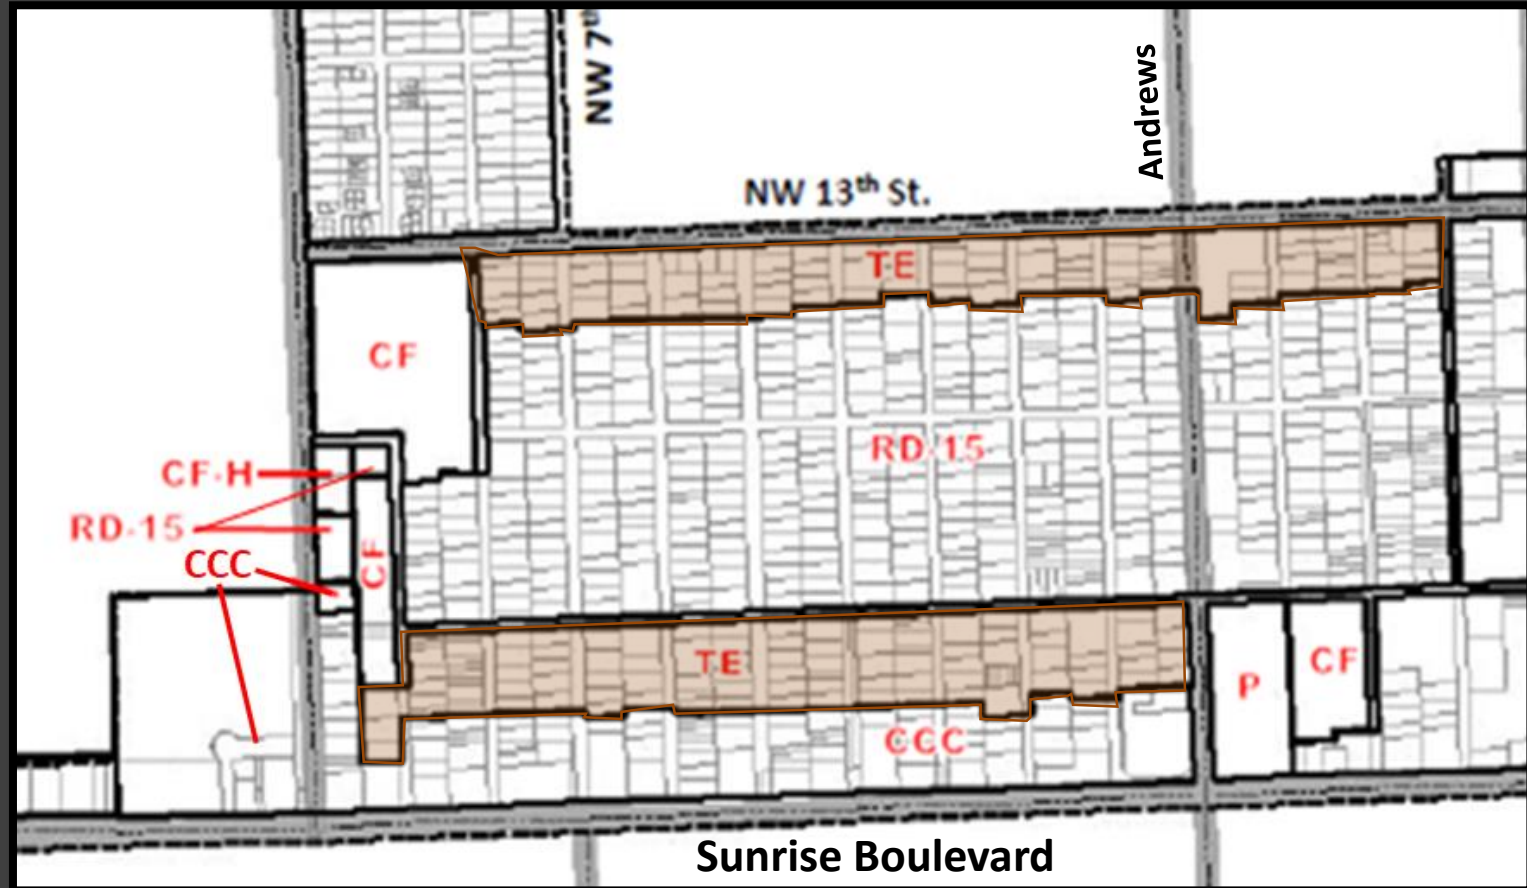 NW 7th
Andrews
NW 13th St.
TE
CF
RD-15
CF-H
RD-15
CCC
CF
TE
CF
P
CCC
Sunrise Boulevard